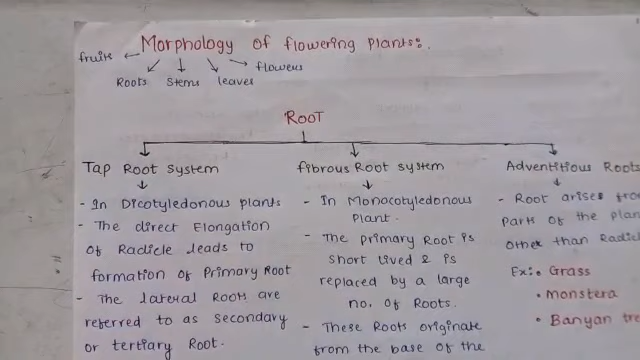 Morphology of flowering Plants:
fruits
Roots Stems leaves flowers
ROOT
Tap Root System
- In Dicotyledonous plants
- The direct Elongation
of Radicle leads to
formation of Primary Root
- The lateral Roots are
referred to as secondary
or tertiary Root.
fibrous Root system
- In Monocotyledonous
Plant.
- The primary Root is
short lived & is
replaced by a large
no. of Roots.
- These Roots originate
from the base of the
Adventitious Roots
- Root arises from
Parts of the plan
Other than Radicl
Ex:. Grass
• monstera
• Banyan tre